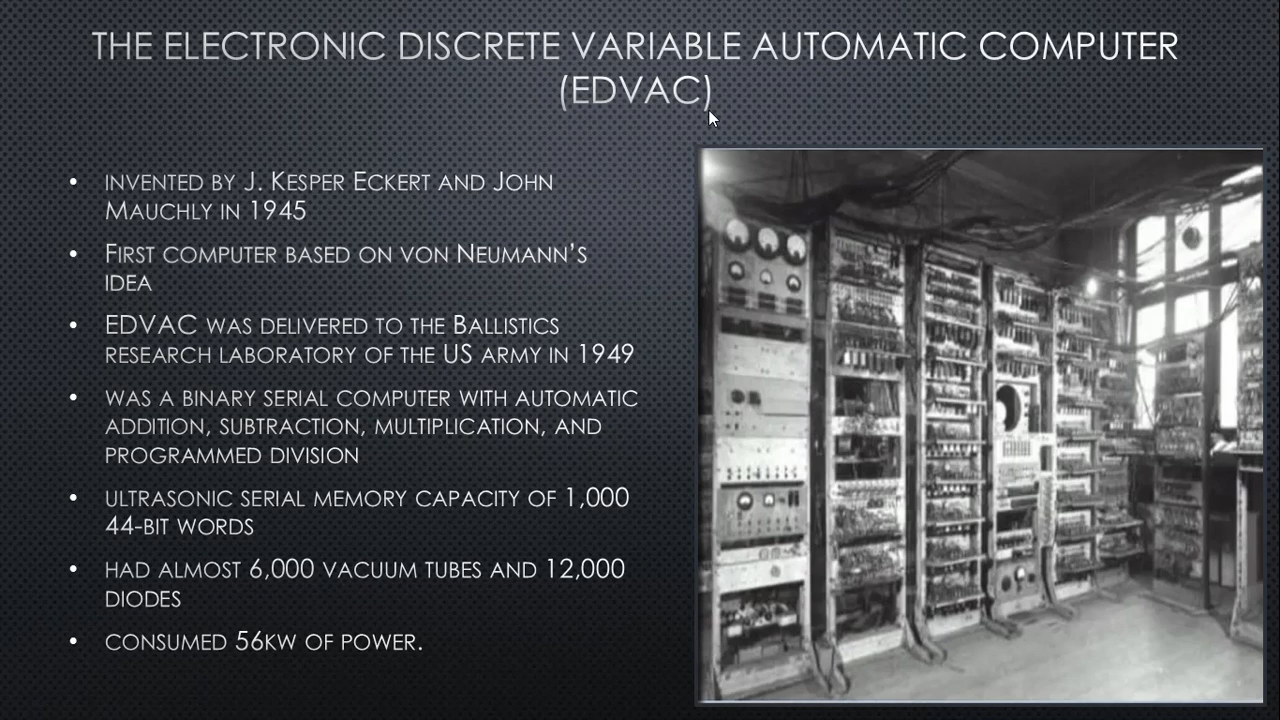 THE ELECTRONIC DISCRETE VARIABLE AUTOMATIC COMPUTER
(EDVAC)
• INVENTED BY J. KESPER ECKERT AND JOHN
MAUCHLY IN 1945
• FIRST COMPUTER BASED ON VON NEUMANN'S
IDEA
• EDVAC WAS DELIVERED TO THE BALLISTICS
RESEARCH LABORATORY OF THE US ARMY IN 1949
• WAS A BINARY SERIAL COMPUTER WITH AUTOMATIC
ADDITION, SUBTRACTION, MULTIPLICATION, AND
PROGRAMMED DIVISION
• ULTRASONIC SERIAL MEMORY CAPACITY OF 1,000
44-BIT WORDS
• HAD ALMOST 6,000 VACUUM TUBES AND 12,000
DIODES
• CONSUMED 56KW OF POWER.